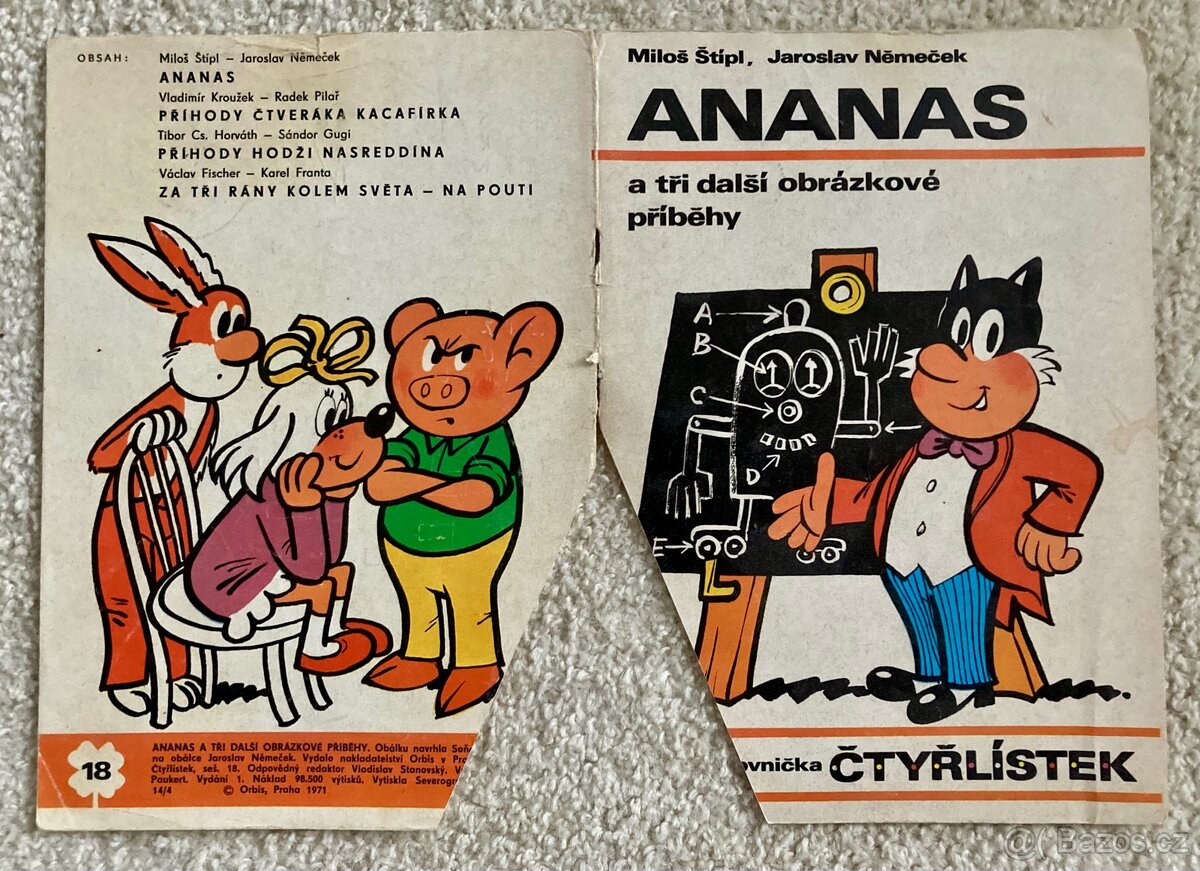 OBSAH:
Miloš Štípl – Jaroslav Němeček
ANANAS
Vladimír Kroužek – Radek Pilař
PŘÍHODY ČTVERÁKA KACAFÍRKA
Tibor Cs. Horváth – Sándor Gugi
PŘÍHODY HODŽI NASREDDÍNA
Václav Fischer – Karel Franta
ZA TŘI RÁNY KOLEM SVĚTA – NA POUTI
18
ANANAS A TŘI DALŠÍ OBRÁZKOVÉ PŘÍBĚHY. Obálku navrhla
na obálce Jaroslav Němeček. Vydalo nakladatelství Orbis v
Čtyřlístek, seš. 18. Odpovědný redaktor Vladislav Stanovský.
Paukert. Vydání 1. Náklad 98.500 výtisků. Vytiskla
14/4
© Orbis, Praha 1971
Miloš Štípl, Jaroslav Němeček
ANANAS
a tři další obrázkové
příběhy
A
B
C
D
E
ovnička ČTYŘLÍSTEK
@ Bazos.cz